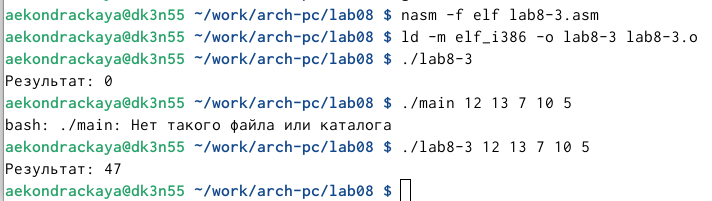 aekondrackaya@dk3n55 ~/work/arch-pc/lab08 $ nasm -f elf lab8-3.asm
aekondrackaya@dk3n55 ~/work/arch-pc/lab08 $ ld -m elf_i386 -o lab8-3 lab8-3.o
aekondrackaya@dk3n55 ~/work/arch-pc/lab08 $ ./lab8-3
Результат: 0
aekondrackaya@dk3n55 ~/work/arch-pc/lab08 $ ./main 12 13 7 10 5
bash: ./main: Нет такого файла или каталога
aekondrackaya@dk3n55 ~/work/arch-pc/lab08 $ ./lab8-3 12 13 7 10 5
Результат: 47
aekondrackaya@dk3n55 ~/work/arch-pc/lab08 $